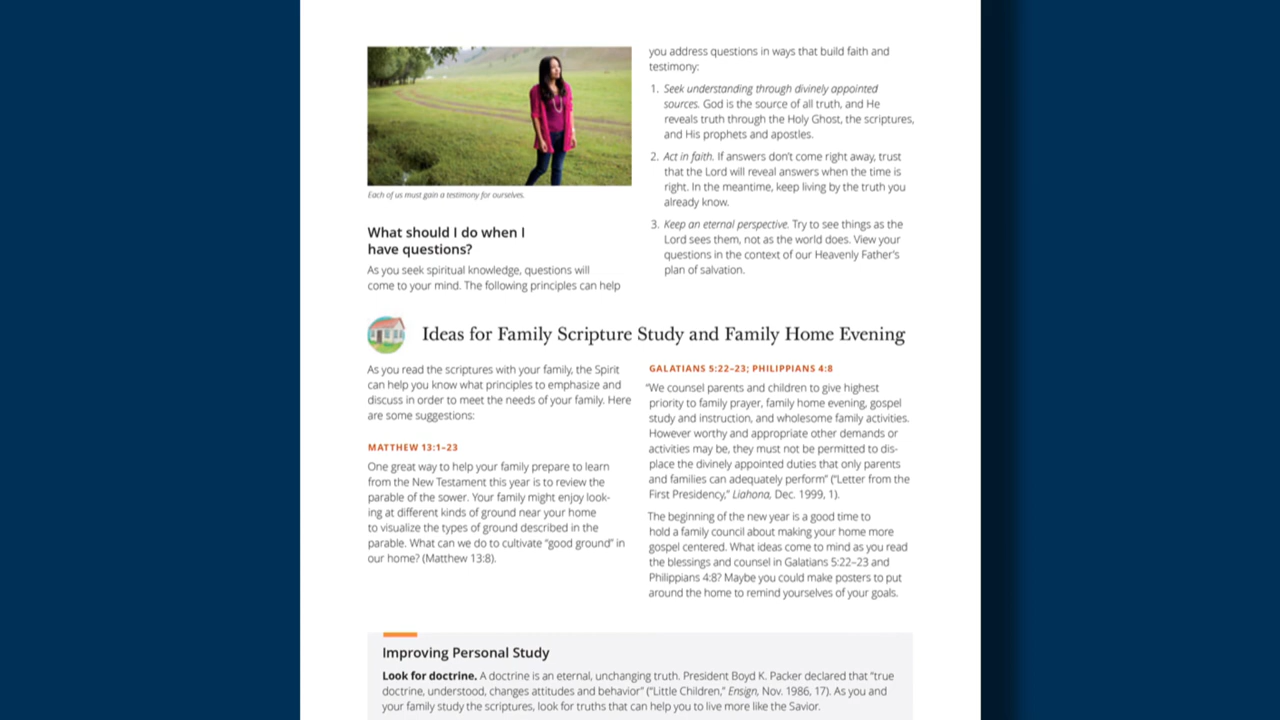 Each of us must gain a testimony for ourselves.
What should I do when I
have questions?
As you seek spiritual knowledge, questions will
come to your mind. The following principles can help
you address questions in ways that build faith and
testimony:
1. Seek understanding through divinely appointed
sources. God is the source of all truth, and He
reveals truth through the Holy Ghost, the scriptures,
and His prophets and apostles.
2. Act in faith. If answers don't come right away, trust
that the Lord will reveal answers when the time is
right. In the meantime, keep living by the truth you
already know.
3. Keep an eternal perspective. Try to see things as the
Lord sees them, not as the world does. View your
questions in the context of our Heavenly Father's
plan of salvation.
Ideas for Family Scripture Study and Family Home Evening
As you read the scriptures with your family, the Spirit
can help you know what principles to emphasize and
discuss in order to meet the needs of your family. Here
are some suggestions:
MATTHEW 13:1–23
One great way to help your family prepare to learn
from the New Testament this year is to review the
parable of the sower. Your family might enjoy look-
ing at different kinds of ground near your home
to visualize the types of ground described in the
parable. What can we do to cultivate “good ground” in
our home? (Matthew 13:8).
GALATIANS 5:22–23; PHILIPPIANS 4:8
“We counsel parents and children to give highest
priority to family prayer, family home evening, gospel
study and instruction, and wholesome family activities.
However worthy and appropriate other demands or
activities may be, they must not be permitted to dis-
place the divinely appointed duties that only parents
and families can adequately perform” (“Letter from the
First Presidency,” Liahona, Dec. 1999, 1).
The beginning of the new year is a good time to
hold a family council about making your home more
gospel centered. What ideas come to mind as you read
the blessings and counsel in Galatians 5:22–23 and
Philippians 4:8? Maybe you could make posters to put
around the home to remind yourselves of your goals.
Improving Personal Study
Look for doctrine. A doctrine is an eternal, unchanging truth. President Boyd K. Packer declared that “true
doctrine, understood, changes attitudes and behavior” (“Little Children,” Ensign, Nov. 1986, 17). As you and
your family study the scriptures, look for truths that can help you to live more like the Savior.